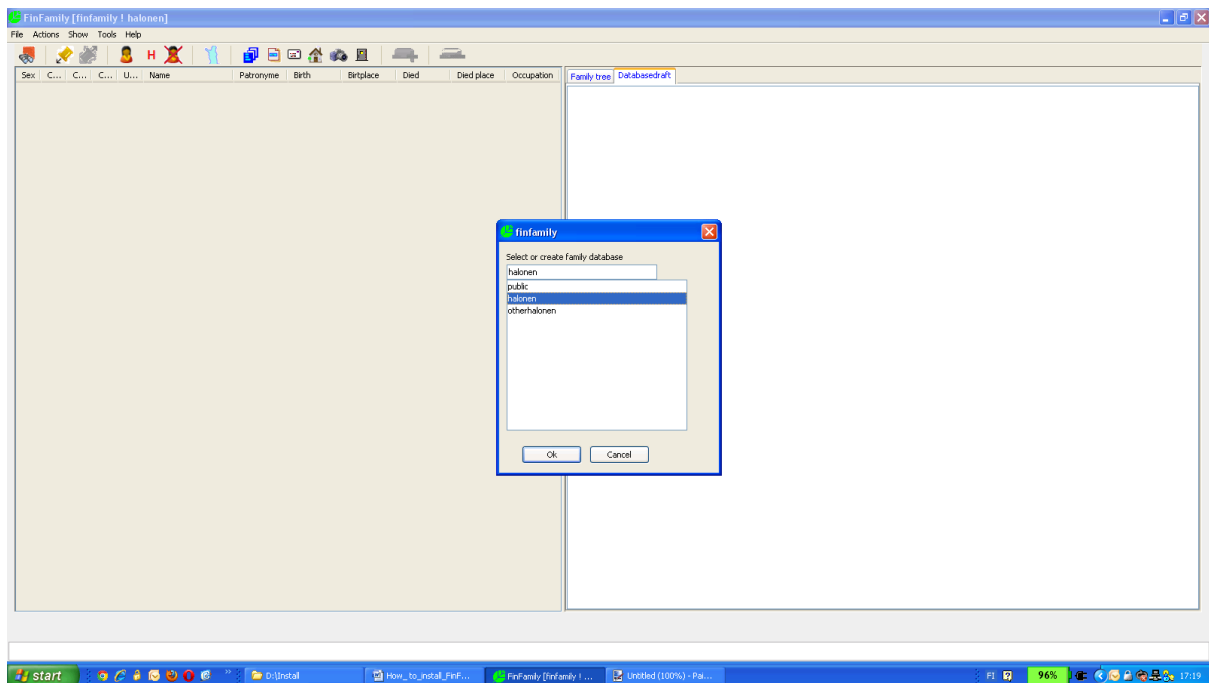 FinFamily [finfamily ! halonen]
File Actions Show Tools Help
H
Sex C... C... C... U... Name Patronyme Birth Birtplace Died Died place Occupation
Family tree Databasedraft
finfamily
Select or create family database
halonen
public
halonen
otherhalonen
Ok Cancel
start D:\Install How_to_install_FinF... FinFamily [finfamily ! ... Untitled (100%) - Pai... FI 96% 17:19